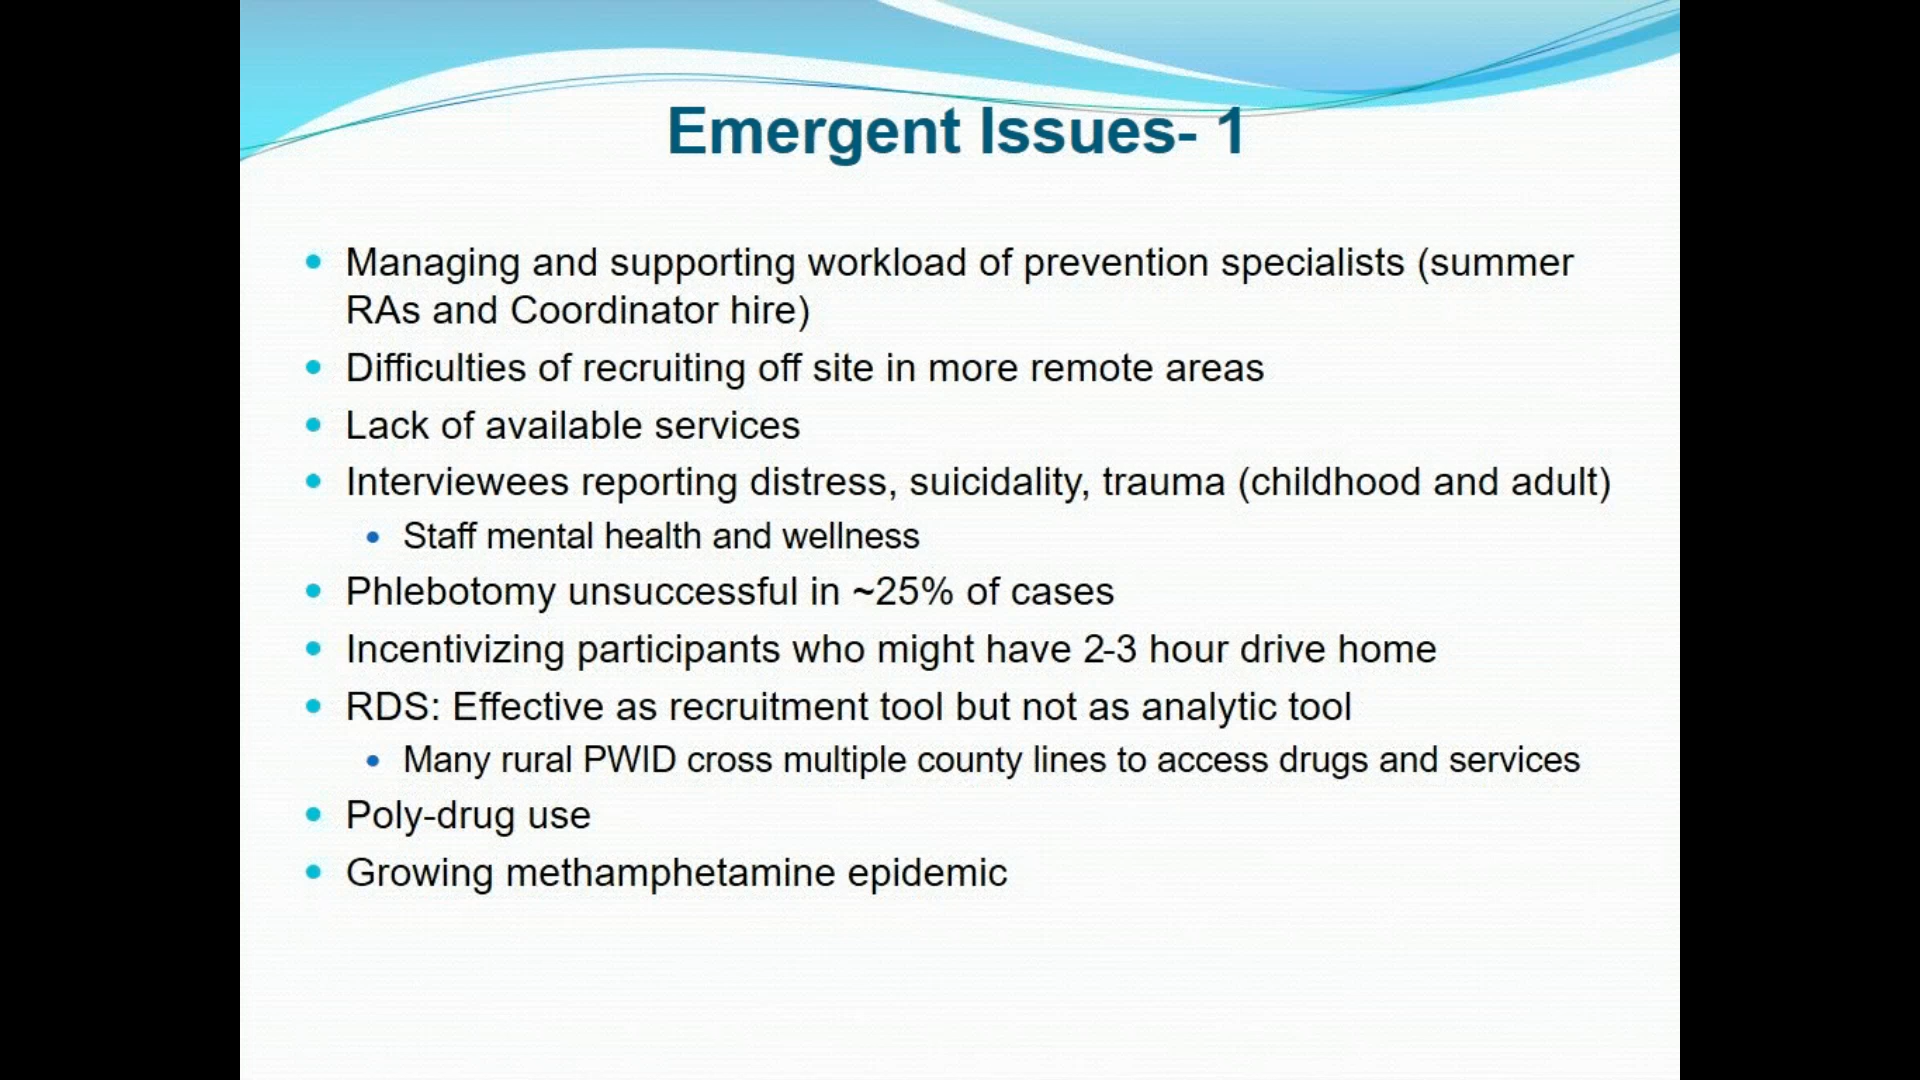 Emergent Issues- 1
Managing and supporting workload of prevention specialists (summer
RAs and Coordinator hire)
Difficulties of recruiting off site in more remote areas
Lack of available services
Interviewees reporting distress, suicidality, trauma (childhood and adult)
Staff mental health and wellness
Phlebotomy unsuccessful in ~25% of cases
Incentivizing participants who might have 2-3 hour drive home
RDS: Effective as recruitment tool but not as analytic tool
Many rural PWID cross multiple county lines to access drugs and services
Poly-drug use
Growing methamphetamine epidemic